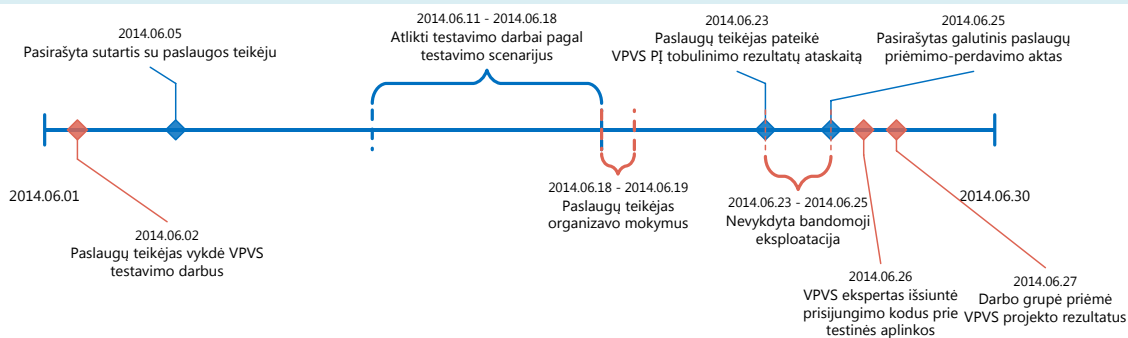 2014.06.05
Pasirašyta sutartis su paslaugos teikėju
2014.06.11 - 2014.06.18
Atlikti testavimo darbai pagal
testavimo scenarijus
2014.06.23
Paslaugų teikėjas pateikė
VPVS PĮ tobulinimo rezultatų ataskaitą
2014.06.25
Pasirašytas galutinis paslaugų
priėmimo-perdavimo aktas
2014.06.01
2014.06.02
Paslaugų teikėjas vykdė VPVS
testavimo darbus
2014.06.18 - 2014.06.19
Paslaugų teikėjas
organizavo mokymus
2014.06.23 - 2014.06.25
Nevykdyta bandomoji
eksploatacija
2014.06.30
2014.06.26
VPVS ekspertas išsiuntė
prisijungimo kodus prie
testinės aplinkos
2014.06.27
Darbo grupė priėmė
VPVS projekto rezultatus